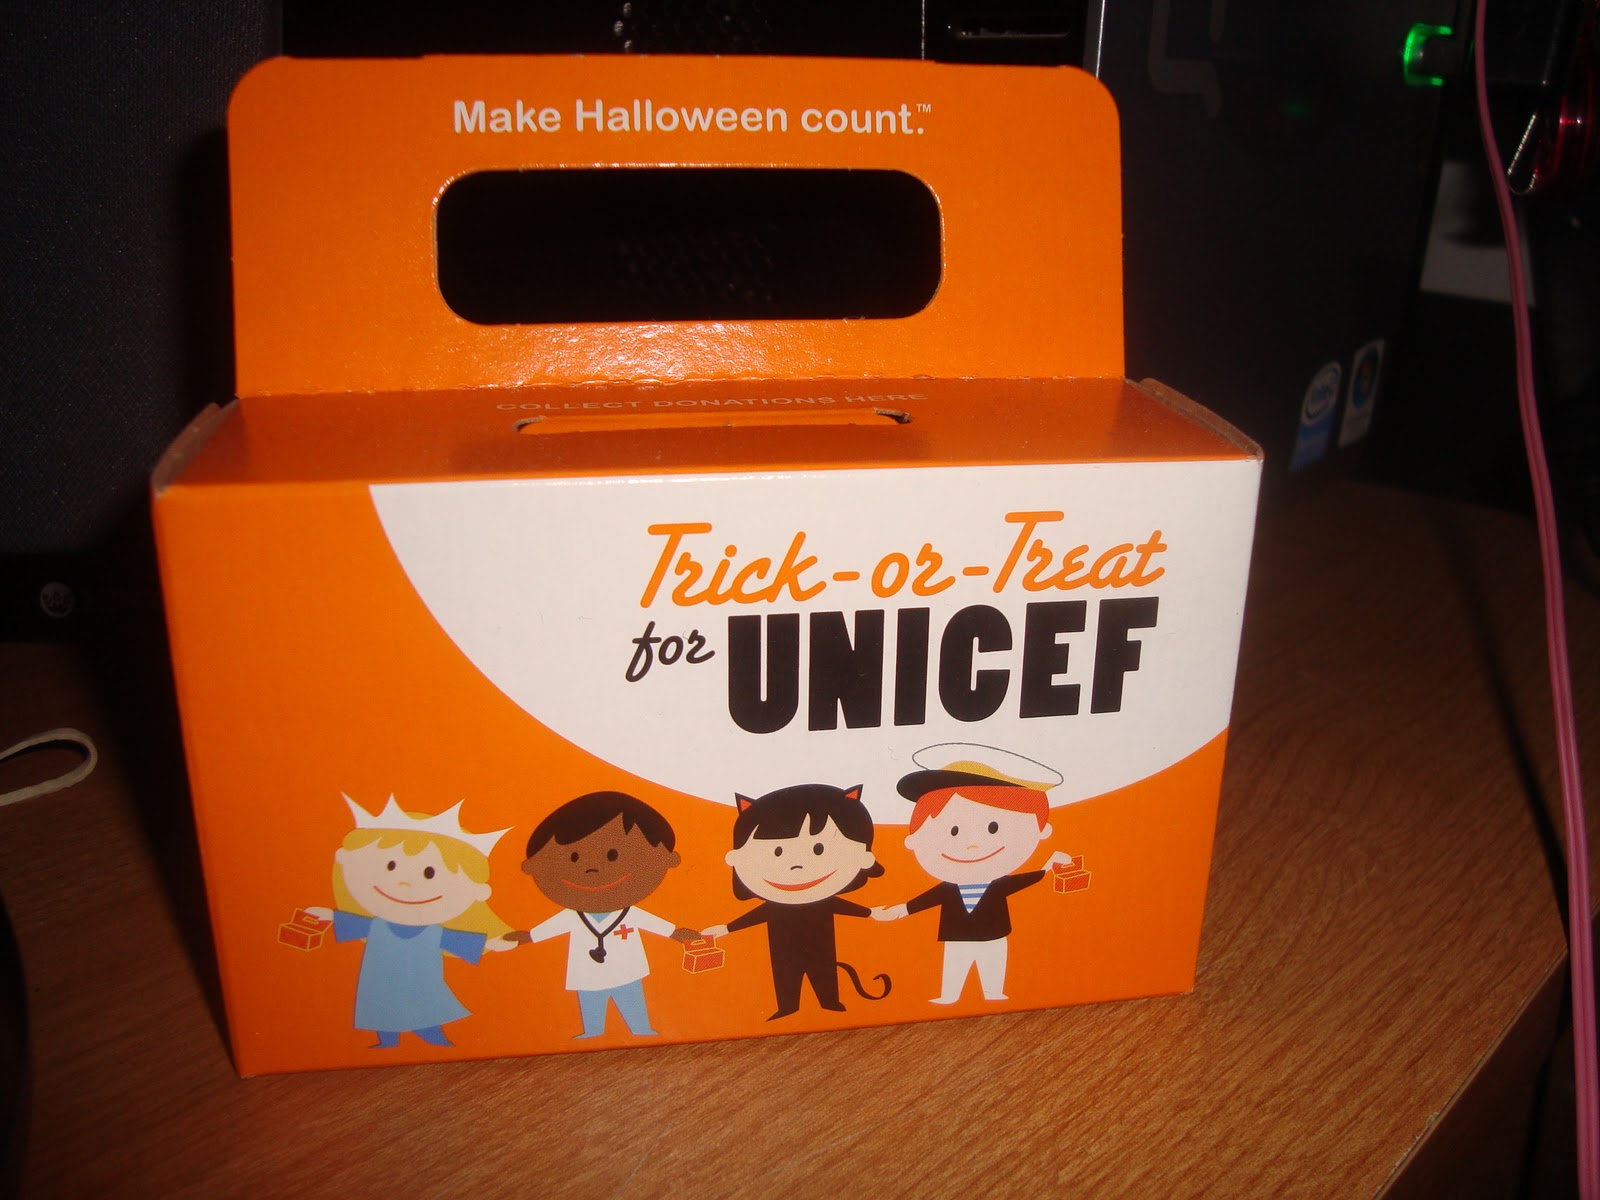 Make Halloween count.™
COLLECT DONATIONS HERE
Trick-or-Treat
for UNICEF